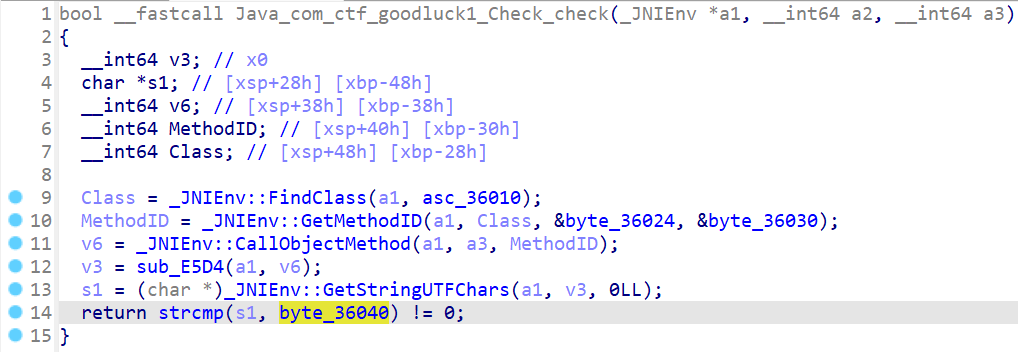 1 bool __fastcall Java_com_ctf_goodluck1_Check_check(_JNIEnv *a1, __int64 a2, __int64 a3)
2 {
3 __int64 v3; // x0
4 char *s1; // [xsp+28h] [xbp-48h]
5 __int64 v6; // [xsp+38h] [xbp-38h]
6 __int64 MethodID; // [xsp+40h] [xbp-30h]
7 __int64 Class; // [xsp+48h] [xbp-28h]
8
9 Class = _JNIEnv::FindClass(a1, asc_36010);
10 MethodID = _JNIEnv::GetMethodID(a1, Class, &byte_36024, &byte_36030);
11 v6 = _JNIEnv::CallObjectMethod(a1, a3, MethodID);
12 v3 = sub_E5D4(a1, v6);
13 s1 = (char *)_JNIEnv::GetStringUTFChars(a1, v3, 0LL);
14 return strcmp(s1, byte_36040) != 0;
15 }